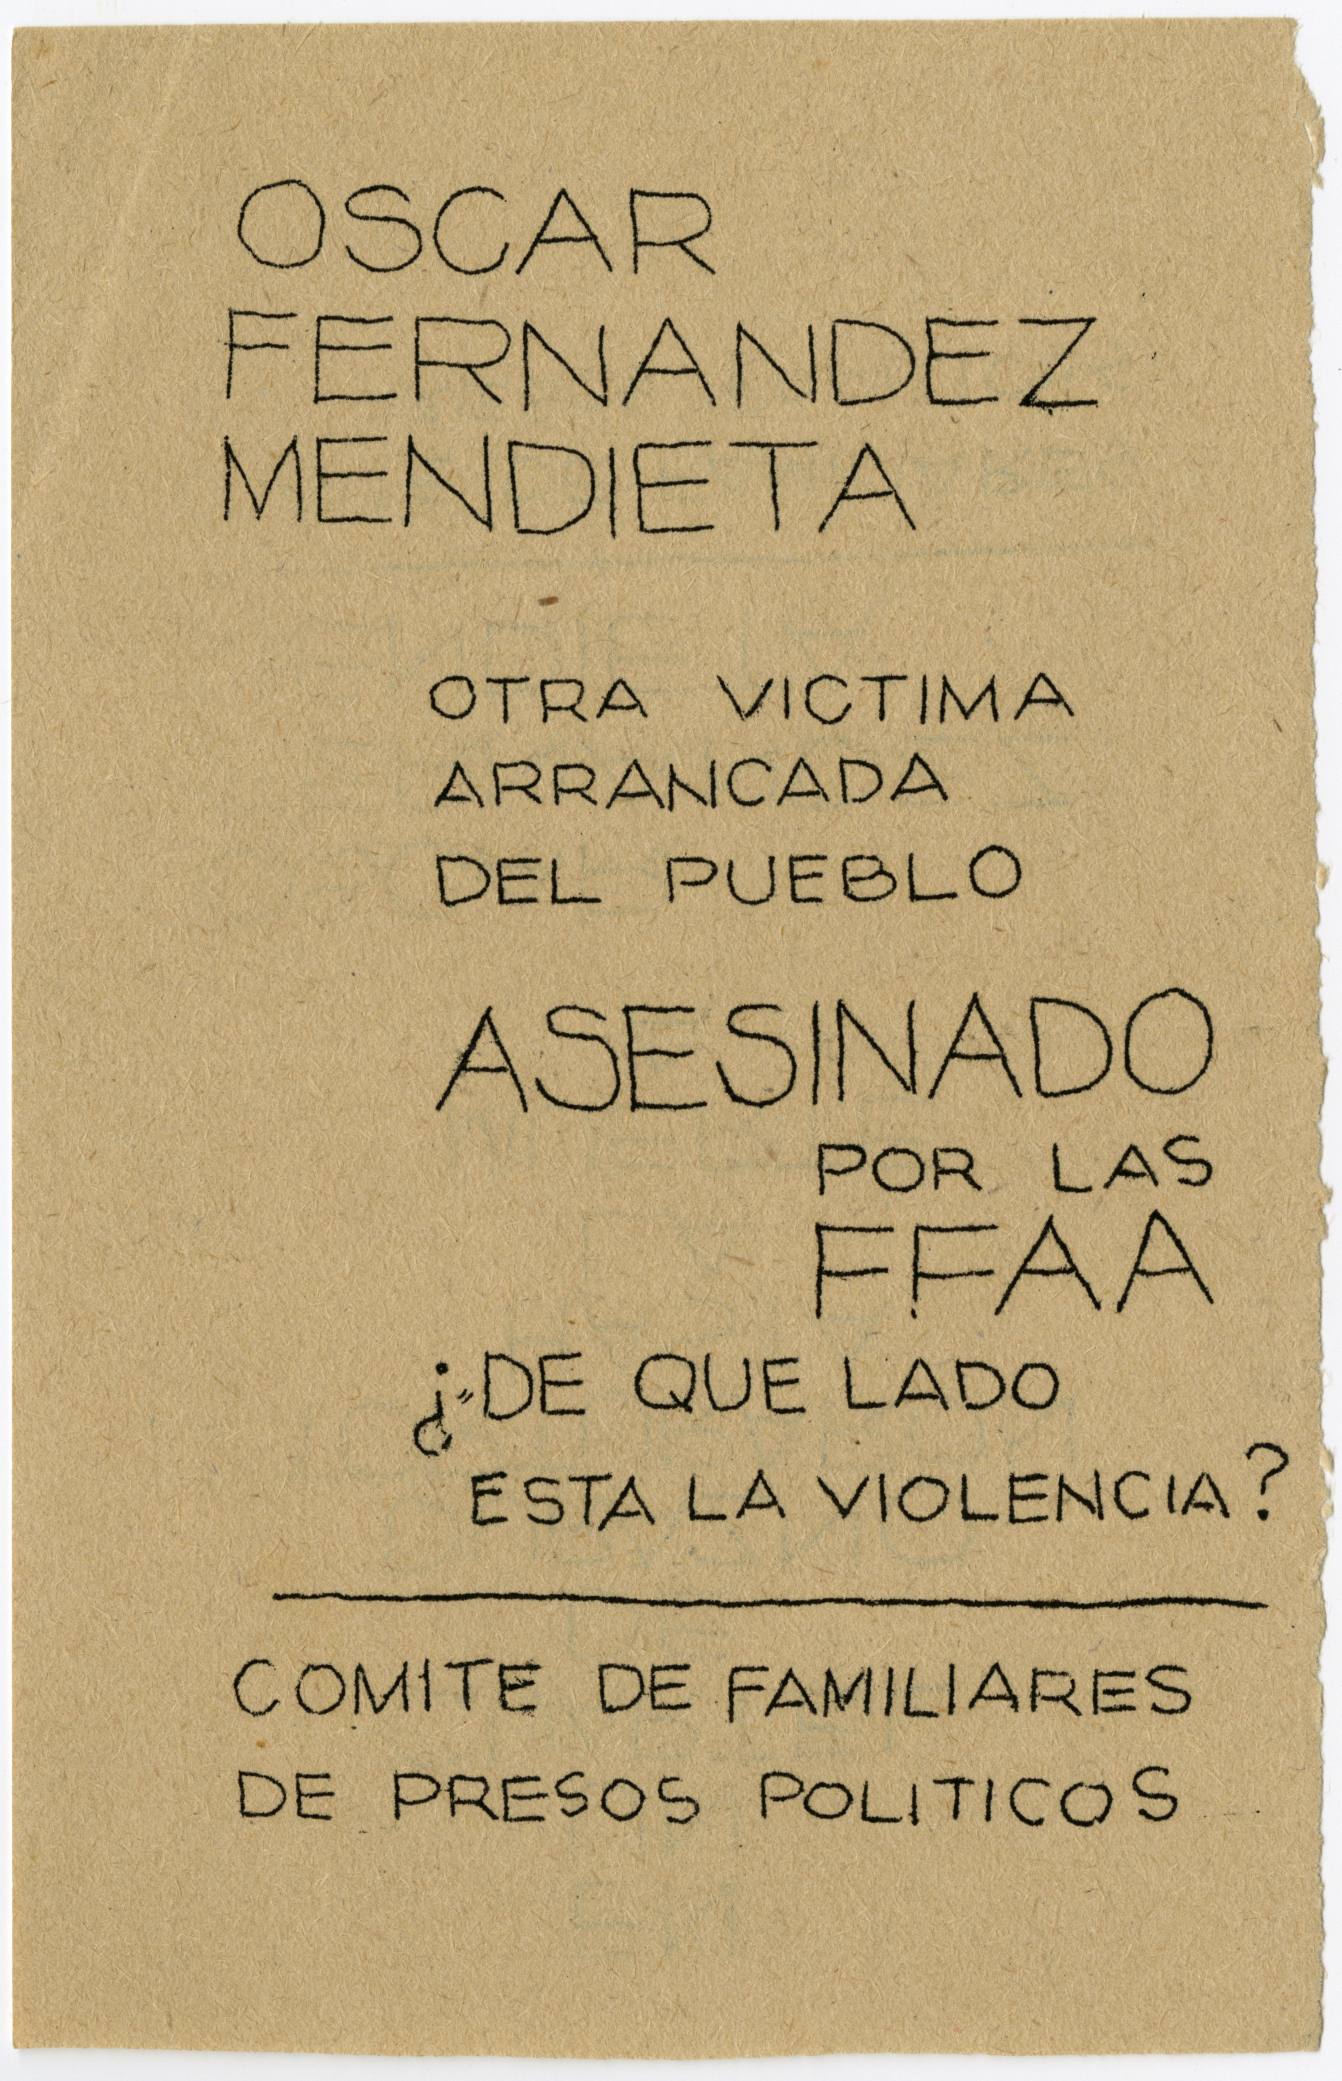 OSCAR
FERNANDEZ
MENDIETA
OTRA VICTIMA
ARRANCADA
DEL PUEBLO
ASESINADO
POR LAS
FFAA
¿DE QUE LADO
ESTA LA VIOLENCIA?
COMITE DE FAMILIARES
DE PRESOS POLITICOS